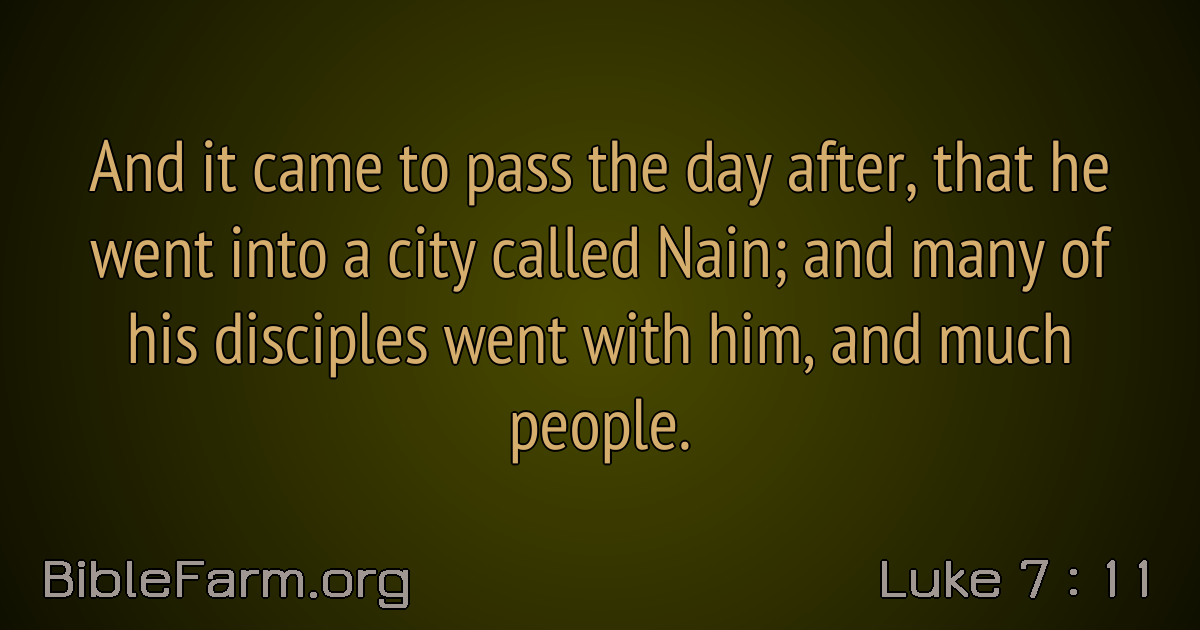 And it came to pass the day after, that he
went into a city called Nain; and many of
his disciples went with him, and much
people.
BibleFarm.org
Luke 7 : 11